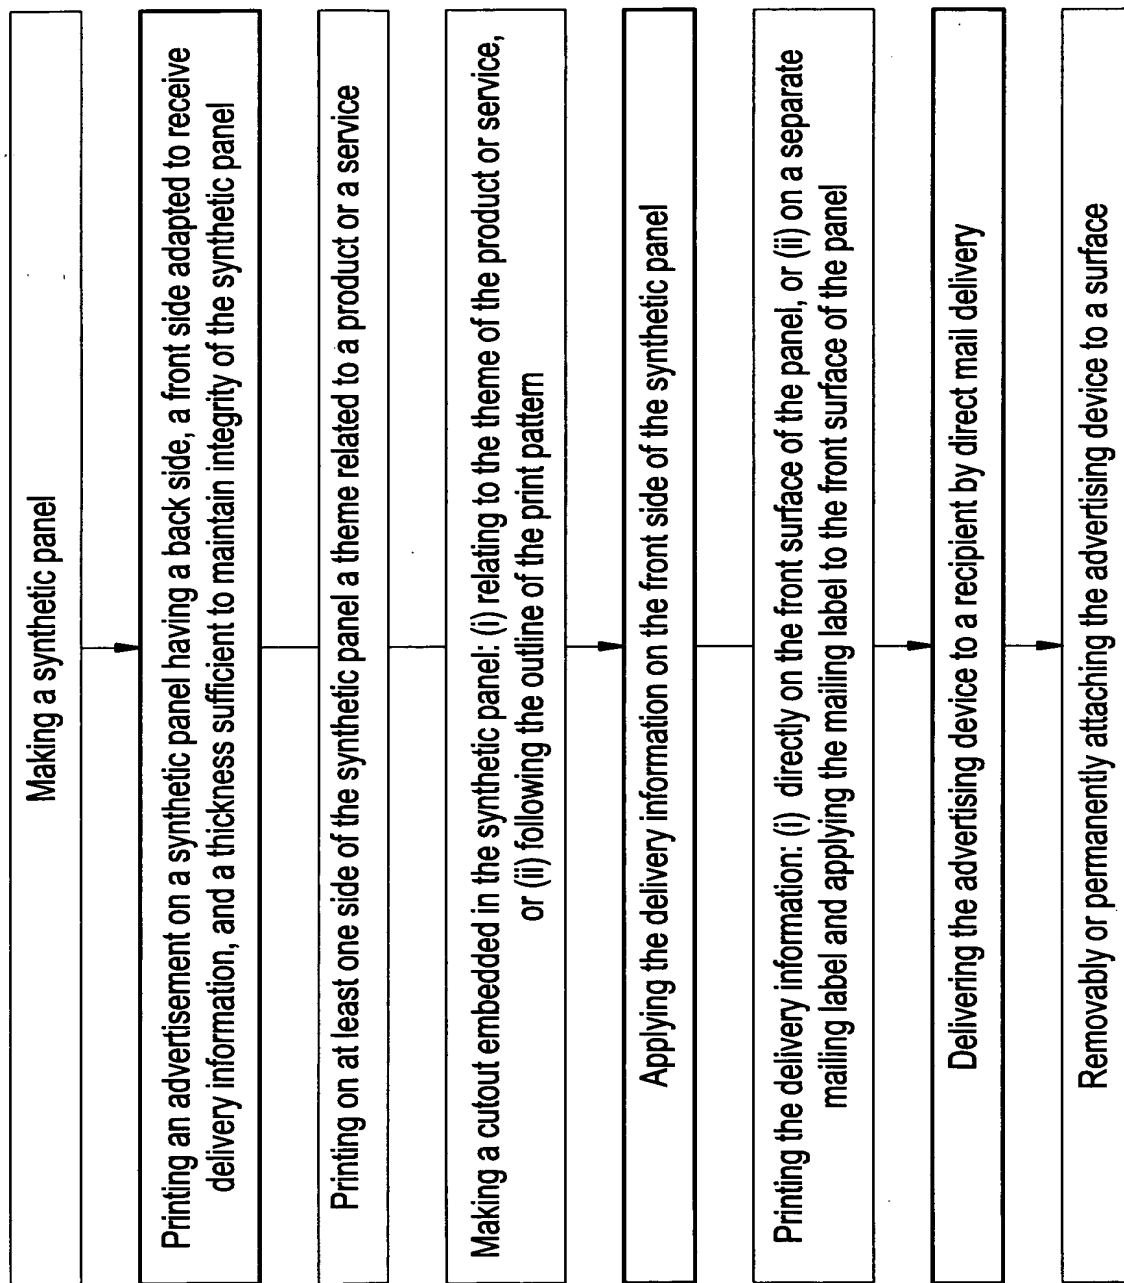 Making a synthetic panel
Printing an advertisement on a synthetic panel having a back side, a front side adapted to receive
delivery information, and a thickness sufficient to maintain integrity of the synthetic panel
Printing on at least one side of the synthetic panel a theme related to a product or a service
Making a cutout embedded in the synthetic panel: (i) relating to the theme of the product or service,
or (ii) following the outline of the print pattern
Applying the delivery information on the front side of the synthetic panel
Printing the delivery information: (i) directly on the front surface of the panel, or (ii) on a separate
mailing label and applying the mailing label to the front surface of the panel
Delivering the advertising device to a recipient by direct mail delivery
Removably or permanently attaching the advertising device to a surface